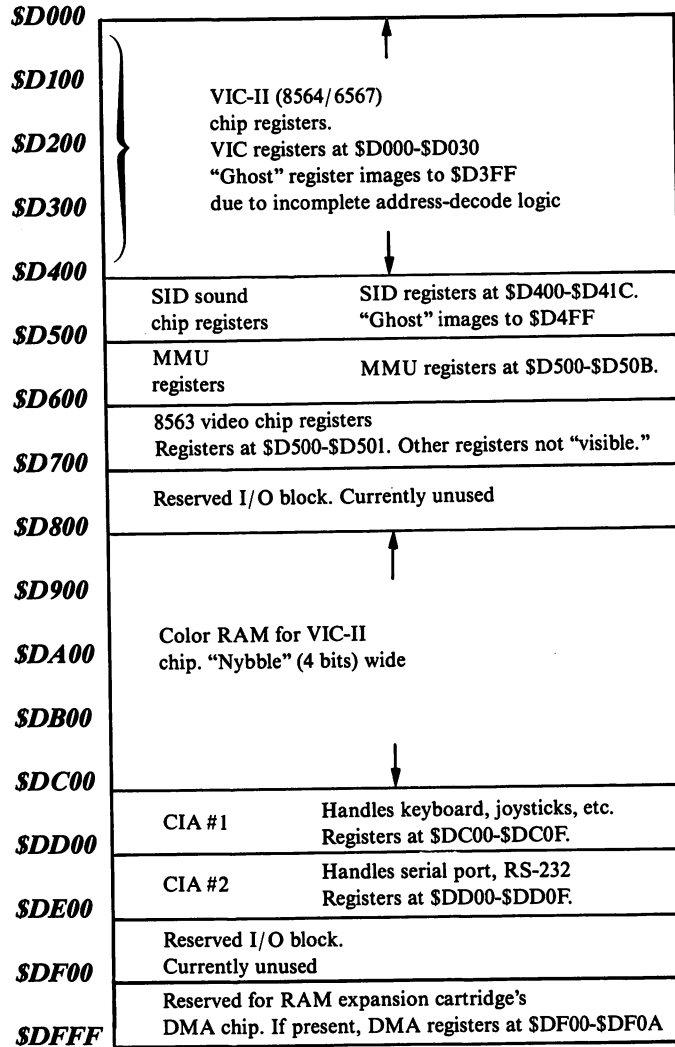 $D000
$D100
VIC-II (8564/6567)
chip registers.
$D200
VIC registers at $D000-$D030
“Ghost” register images to $D3FF
$D300
due to incomplete address-decode logic
$D400
SID sound
SID registers at $D400-$D41C.
chip registers
“Ghost” images to $D4FF
$D500
MMU
registers
MMU registers at $D500-$D50B.
$D600
8563 video chip registers
Registers at $D500-$D501. Other registers not “visible.”
$D700
Reserved I/O block. Currently unused
$D800
$D900
Color RAM for VIC-II
$DA00
chip. “Nybble” (4 bits) wide
$DB00
$DC00
CIA #1
Handles keyboard, joysticks, etc.
Registers at $DC00-$DC0F.
$DD00
CIA #2
Handles serial port, RS-232
Registers at $DD00-$DD0F.
$DE00
Reserved I/O block.
Currently unused
$DF00
Reserved for RAM expansion cartridge’s
DMA chip. If present, DMA registers at $DF00-$DF0A
$DFFF